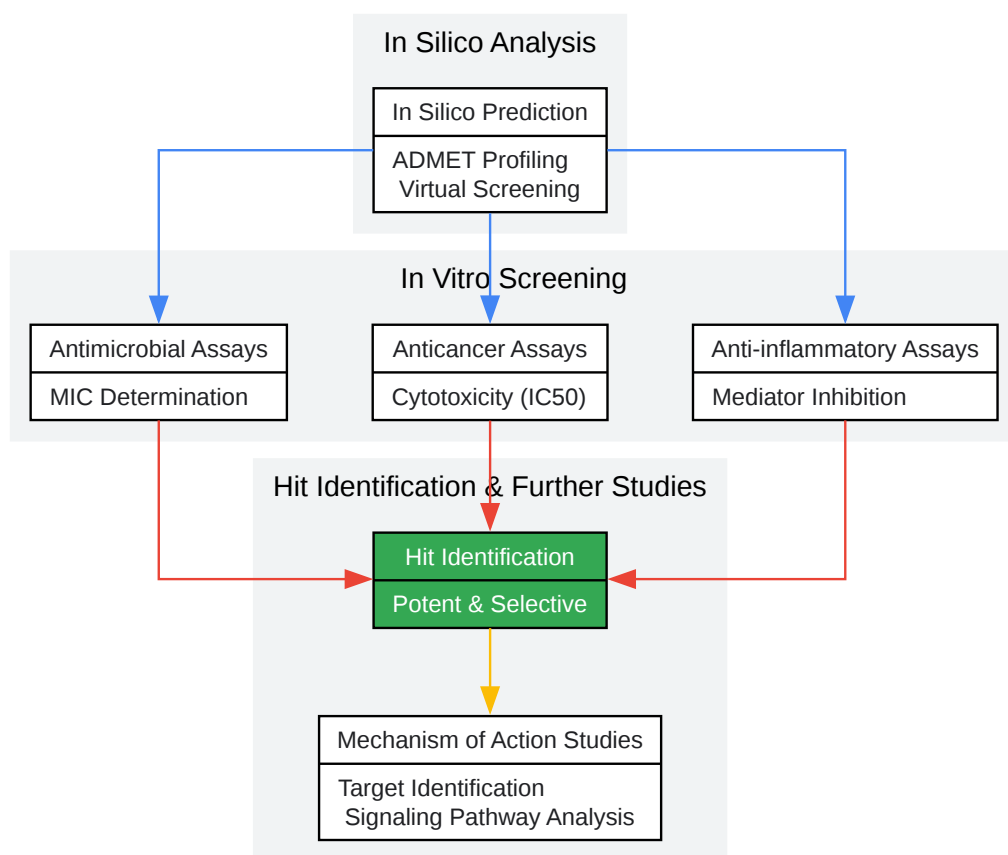 In Silico Analysis
In Silico Prediction
ADMET Profiling
Virtual Screening
In Vitro Screening
Antimicrobial Assays
MIC Determination
Anticancer Assays
Cytotoxicity (IC50)
Anti-inflammatory Assays
Mediator Inhibition
Hit Identification & Further Studies
Hit Identification
Potent & Selective
Mechanism of Action Studies
Target Identification
Signaling Pathway Analysis